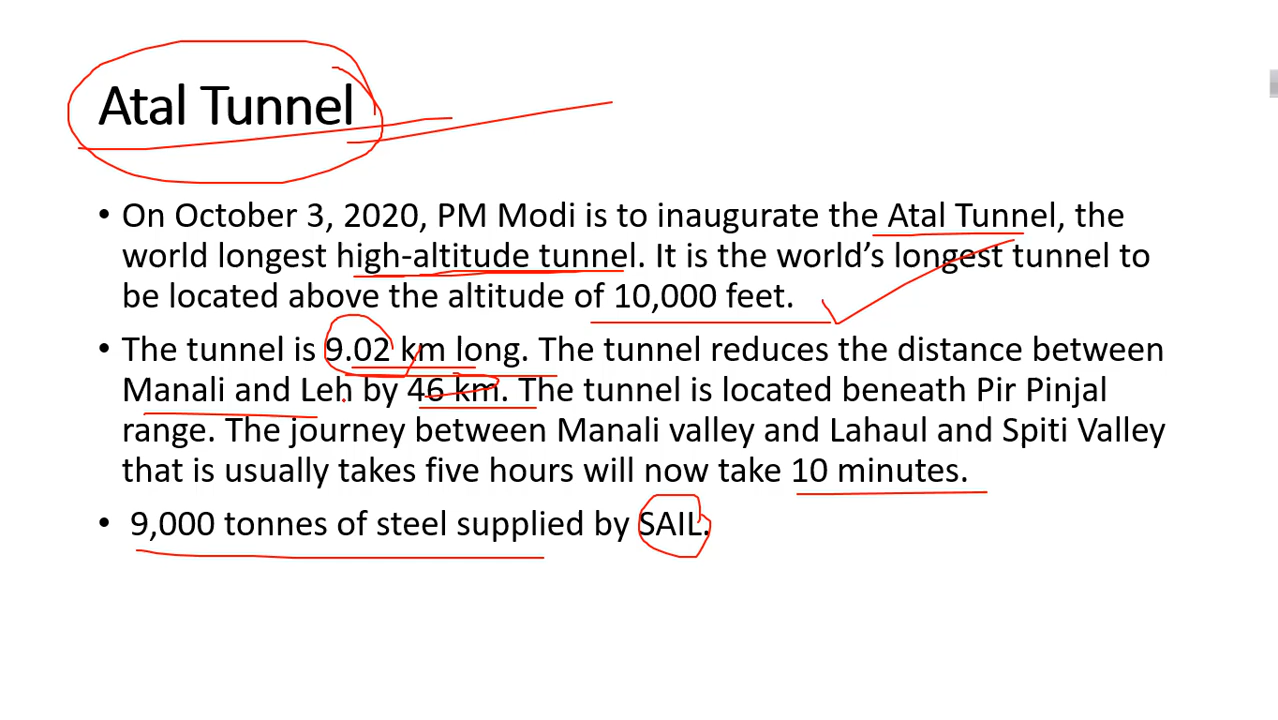 Atal Tunnel
• On October 3, 2020, PM Modi is to inaugurate the Atal Tunnel, the
world longest high-altitude tunnel. It is the world’s longest tunnel to
be located above the altitude of 10,000 feet.
• The tunnel is 9.02 km long. The tunnel reduces the distance between
Manali and Leh by 46 km. The tunnel is located beneath Pir Pinjal
range. The journey between Manali valley and Lahaul and Spiti Valley
that is usually takes five hours will now take 10 minutes.
• 9,000 tonnes of steel supplied by SAIL.